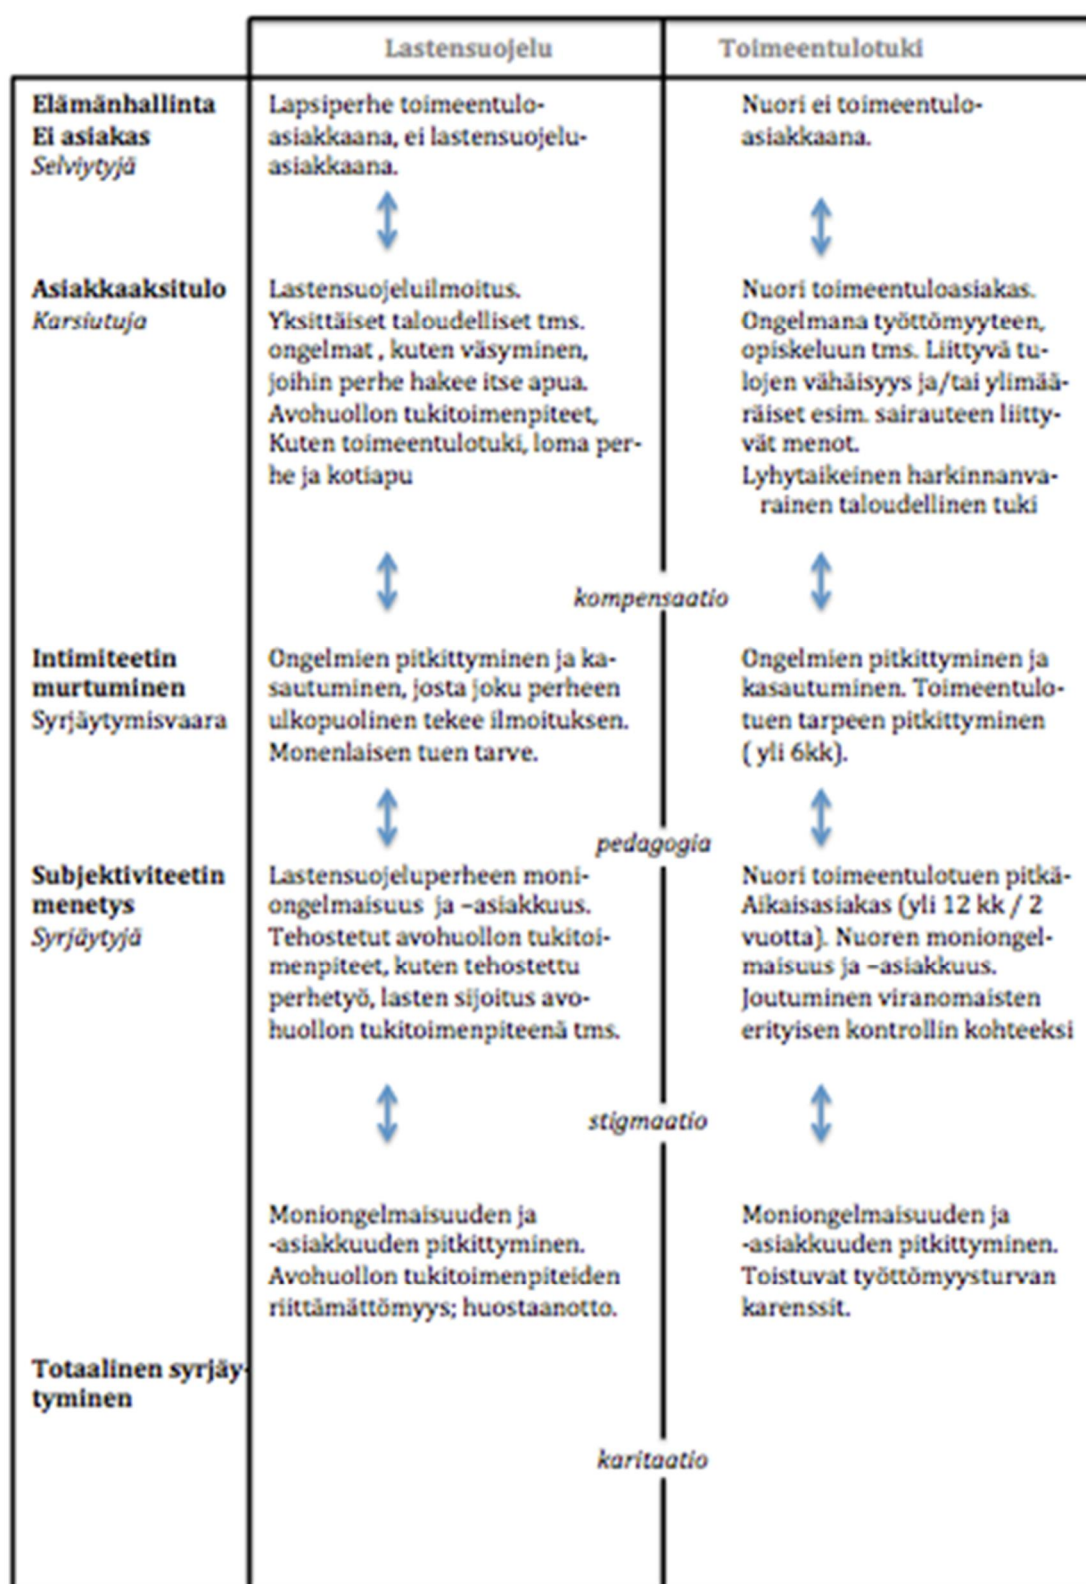 Lastensuojelu
Toimeentulotuki
Elämänhallinta
Ei asiakas
Selviytyjä
Lapsiperhe toimeentulo-
asiakkaana, ei lastensuojelu-
asiakkaana.
Nuori ei toimeentulo-
asiakkaana.
Asiakkaaksitulo
Karsiutuja
Lastensuojeluilmoitus.
Yksittäiset taloudelliset tms.
ongelmat , kuten väsyminen,
joihin perhe hakee itse apua.
Avohuollon tukitoimenpiteet,
Kuten toimeentulotuki, loma per-
he ja kotiapu
Nuori toimeentuloasiakas.
Ongelmana työttömyyteen,
opiskeluun tms. Liittyvä tu-
lojen vähäisyys ja/tai ylimää-
räiset esim. sairauteen liitty-
vät menot.
Lyhytaikeinen harkinnanva-
rainen taloudellinen tuki
kompensaatio
Intimiteetin
murtuminen
Syrjäytymisvaara
Ongelmien pitkittyminen ja ka-
sautuminen, josta joku perheen
ulkopuolinen tekee ilmoituksen.
Monenlaisen tuen tarve.
Ongelmien pitkittyminen ja
kasautuminen. Toimeentulo-
tuen tarpeen pitkittyminen
( yli 6kk).
pedagogia
Subjektiviteetin
menetys
Syrjäytyjä
Lastensuojeluperheen moni-
ongelmaisuus ja –asiakkuus.
Tehostetut avohuollon tukitoi-
menpiteet, kuten tehostettu
perhetyö, lasten sijoitus avo-
huollon tukitoimenpiteenä tms.
Nuori toimeentulotuen pitkä-
Aikaisasiakas (yli 12 kk / 2
vuotta). Nuoren moniongel-
maisuus ja –asiakkuus.
Joutuminen viranomaisten
erityisen kontrollin kohteeksi
stigmaatio
Moniongelmaisuuden ja
-asiakkuuden pitkittyminen.
Avohuollon tukitoimenpiteiden
riittämättömyys; huostaanotto.
Moniongelmaisuuden ja
-asiakkuuden pitkittyminen.
Toistuvat työttömyysturvan
karenssit.
Totaalinen syrjäy-
tyminen
karitaatio